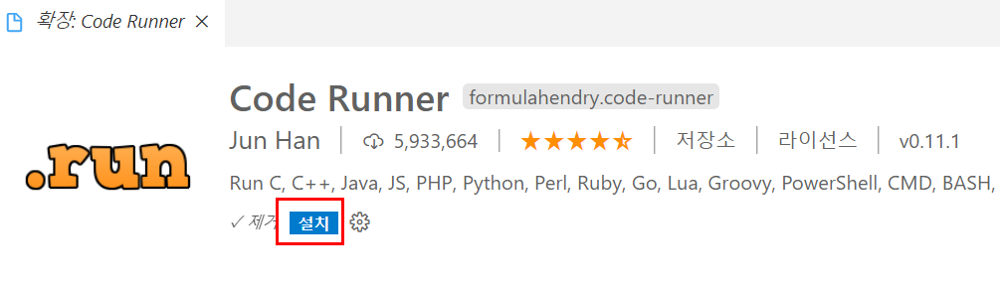 확장: Code Runner
Code Runner formulahendry.code-runner
.run
Jun Han 5,933,664 저장소 라이선스 v0.11.1
Run C, C++, Java, JS, PHP, Python, Perl, Ruby, Go, Lua, Groovy, PowerShell, CMD, BASH,
✓ 제거 설치